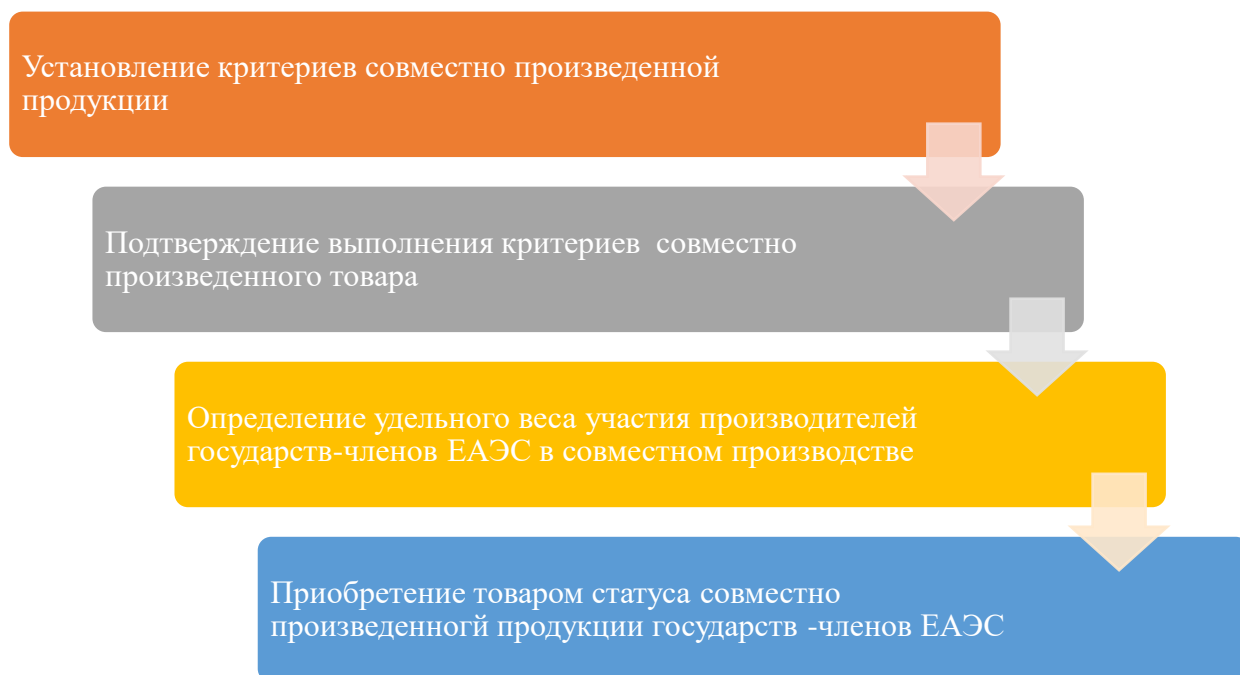 Установление критериев совместно произведенной
продукции
Подтверждение выполнения критериев  совместно
произведенного товара
Определение удельного веса участия производителей
государств-членов ЕАЭС в совместном производстве
Приобретение товаром статуса совместно
произведенногй продукции государств -членов ЕАЭС